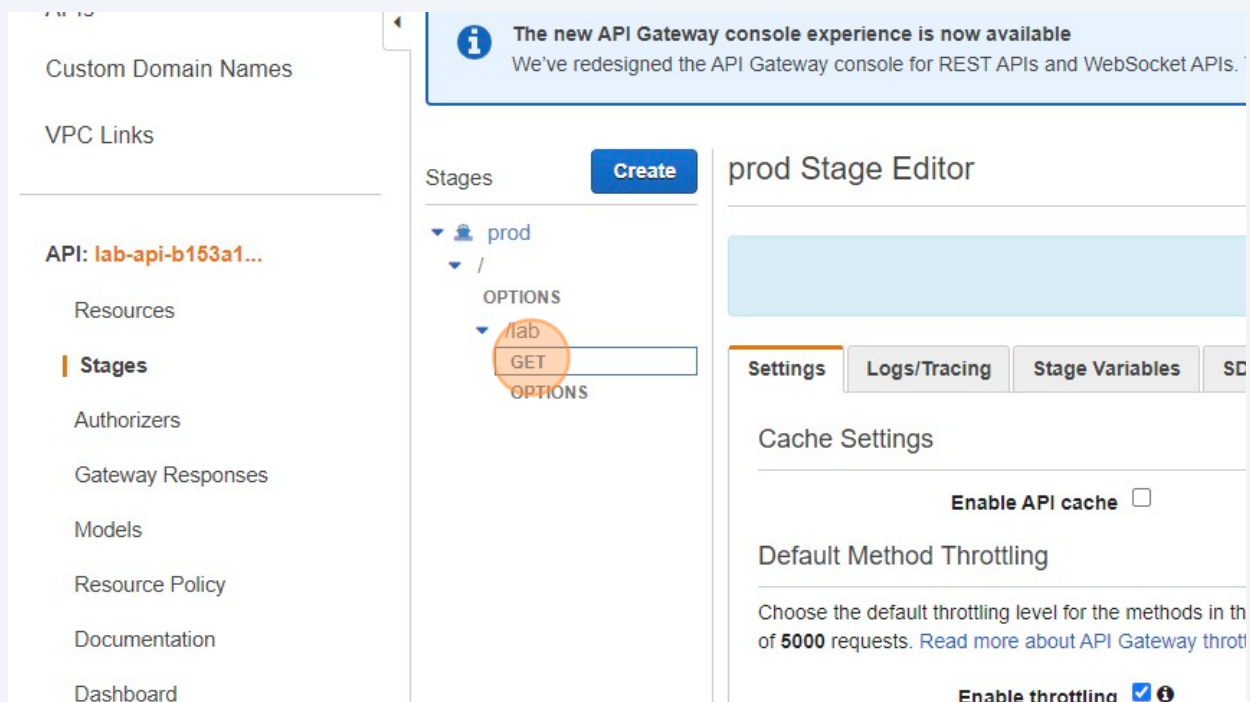 Custom Domain Names
VPC Links
API: lab-api-b153a1...
Resources
Stages
Authorizers
Gateway Responses
Models
Resource Policy
Documentation
Dashboard
The new API Gateway console experience is now available
We've redesigned the API Gateway console for REST APIs and WebSocket APIs.
Stages
Create
prod
/
OPTIONS
/lab
GET
OPTIONS
prod Stage Editor
Settings
Logs/Tracing
Stage Variables
SD
Cache Settings
Enable API cache
Default Method Throttling
Choose the default throttling level for the methods in th
of 5000 requests. Read more about API Gateway thrott
Enable throttling